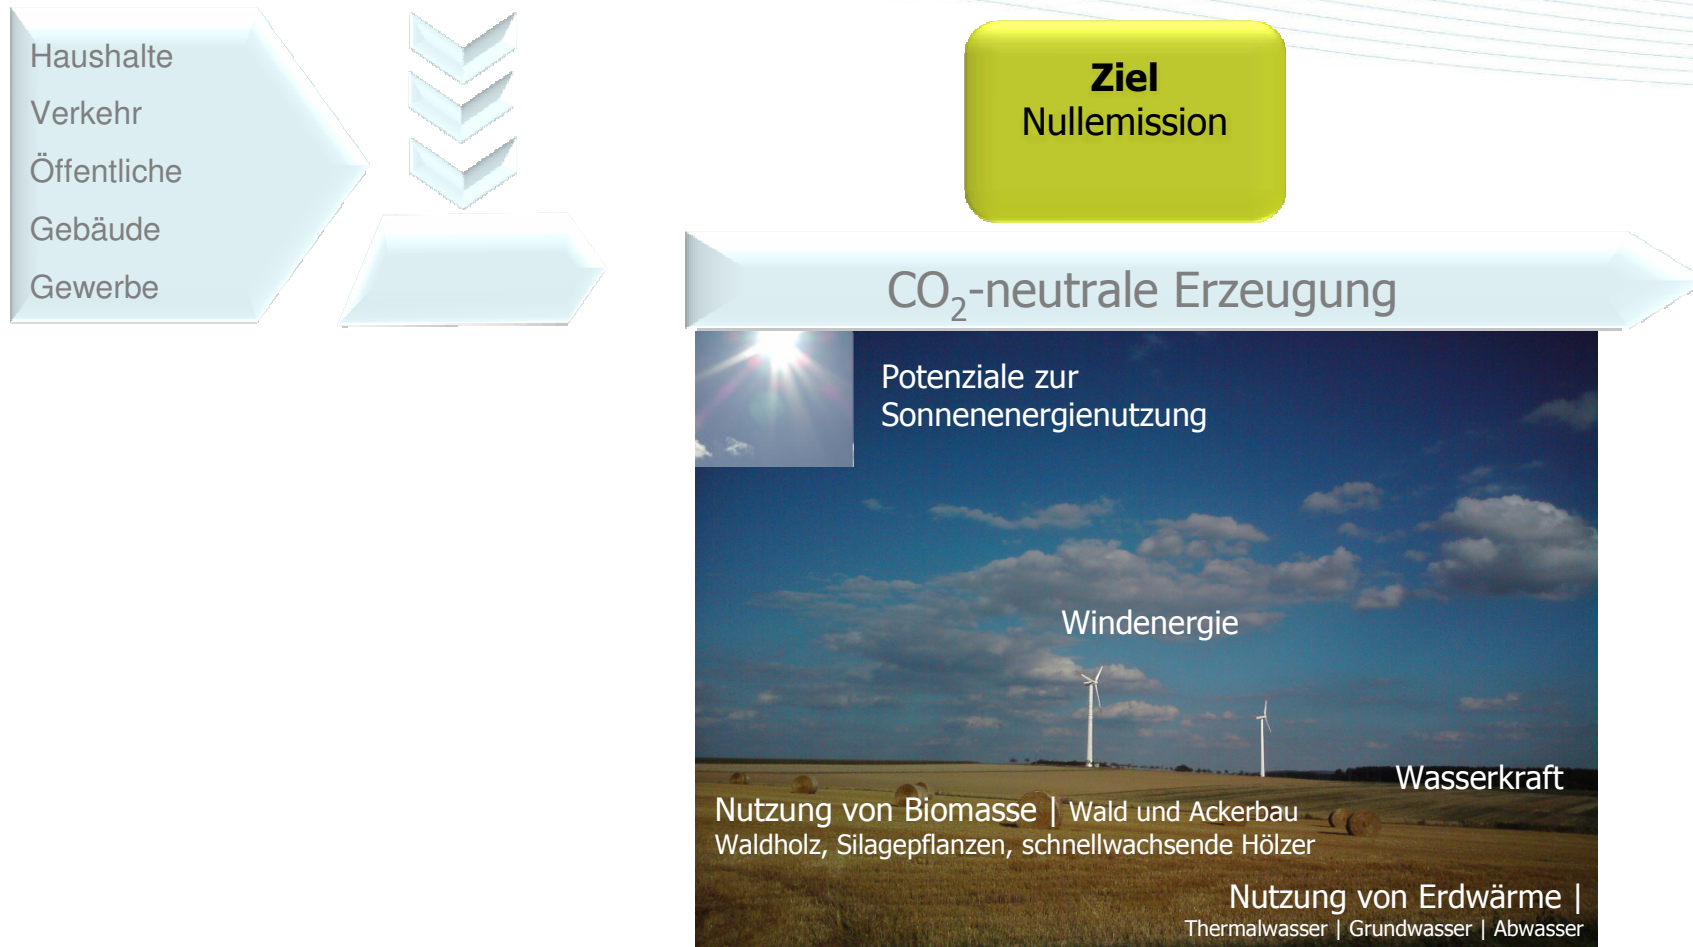 Haushalte
Verkehr
Öffentliche
Gebäude
Gewerbe
Ziel
Nullemission
CO₂-neutrale Erzeugung
Potenziale zur
Sonnenenergienutzung
Windenergie
Wasserkraft
Nutzung von Biomasse | Wald und Ackerbau
Waldholz, Silagepflanzen, schnellwachsende Hölzer
Nutzung von Erdwärme |
Thermalwasser | Grundwasser | Abwasser